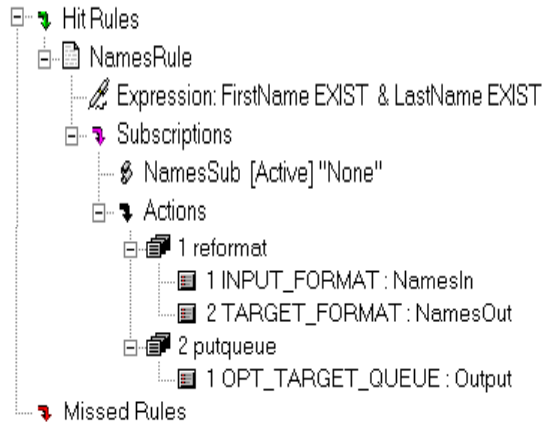 Hit Rules
NamesRule
Expression: FirstName EXIST & LastName EXIST
Subscriptions
NamesSub [Active] "None"
Actions
1 reformat
1 INPUT_FORMAT : NamesIn
2 TARGET_FORMAT : NamesOut
2 putqueue
1 OPT_TARGET_QUEUE : Output
Missed Rules